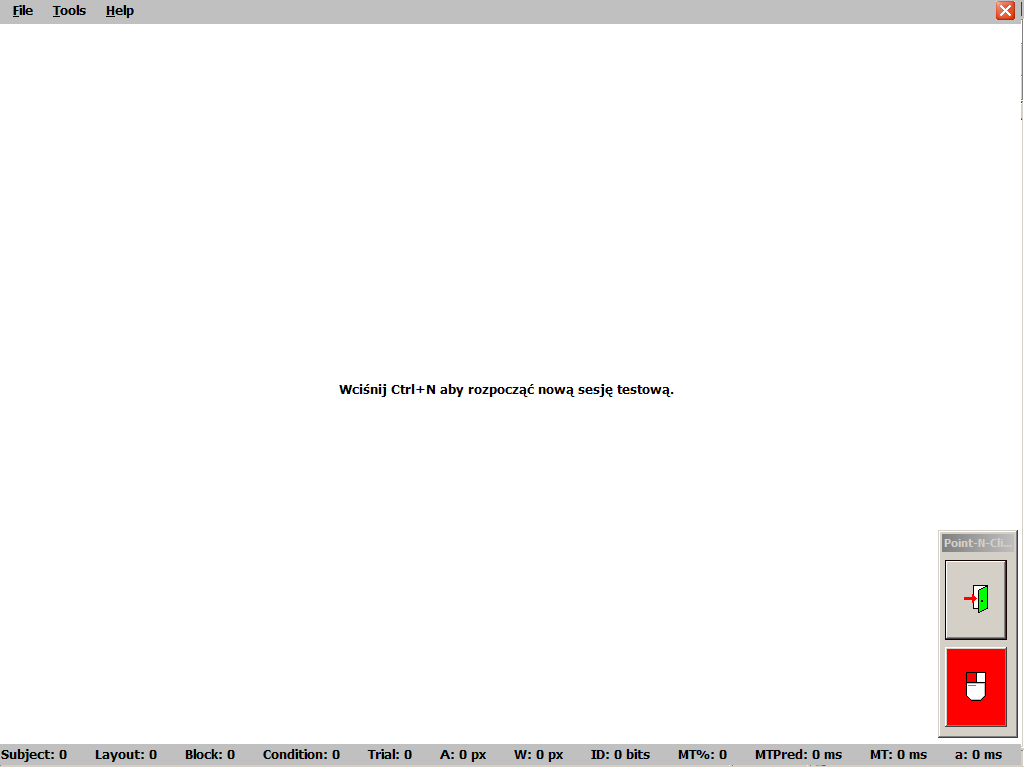 File Tools Help
Wciśnij Ctrl+N aby rozpocząć nową sesję testową.
Point-N-Cli...
Subject: 0 Layout: 0 Block: 0 Condition: 0 Trial: 0 A: 0 px W: 0 px ID: 0 bits MT%: 0 MTPred: 0 ms MT: 0 ms a: 0 ms